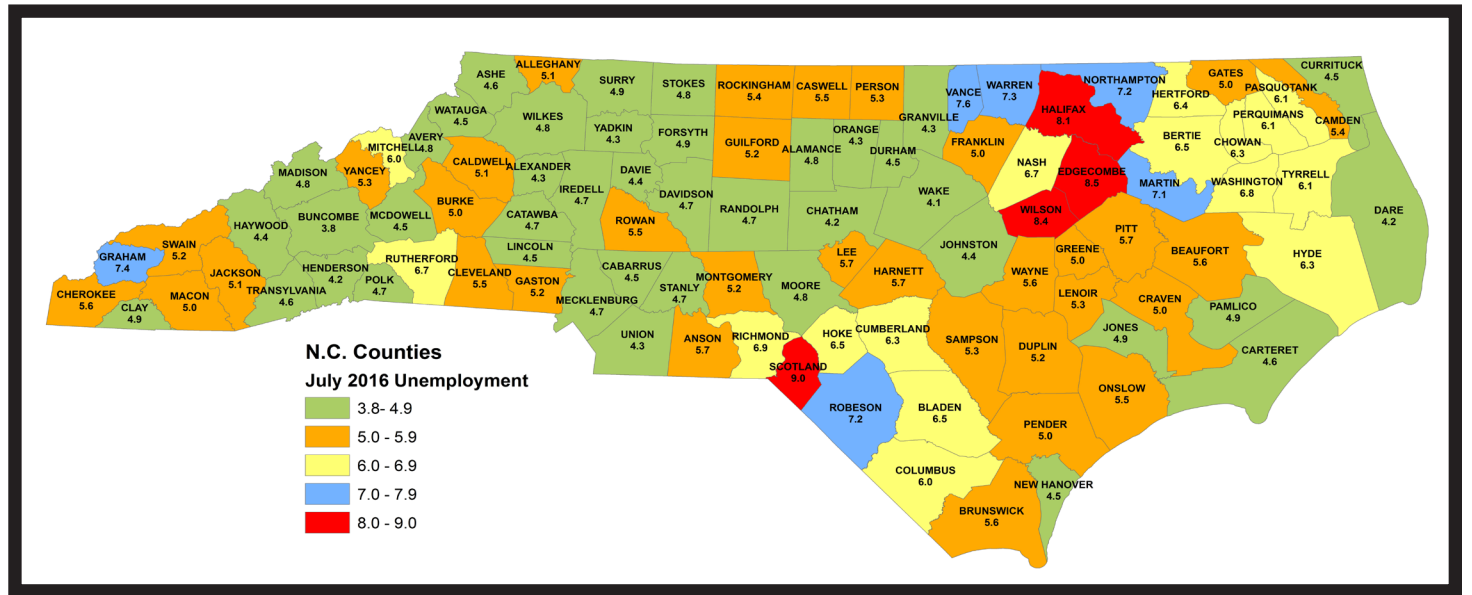 ALLEGHANY
5.1
ASHE
4.6
SURRY
4.9
STOKES
4.8
ROCKINGHAM
5.4
CASWELL
5.5
PERSON
5.3
GRANVILLE
4.3
VANCE
7.6
WARREN
7.3
NORTHAMPTON
7.2
HALIFAX
8.1
HERTFORD
6.4
GATES
5.0
PASQUOTANK
6.1
CURRITUCK
4.5
CAMDEN
5.4
PERQUIMANS
6.1
CHOWAN
6.3
BERTIE
6.5
WATAUGA
4.5
WILKES
4.8
YADKIN
4.3
FORSYTH
4.9
GUILFORD
5.2
ALAMANCE
4.8
ORANGE
4.3
DURHAM
4.5
FRANKLIN
5.0
NASH
6.7
EDGECOMBE
8.5
MARTIN
7.1
WASHINGTON
6.8
TYRRELL
6.1
DARE
4.2
MITCHELL
6.0
AVERY
4.8
CALDWELL
5.1
ALEXANDER
4.3
IREDELL
4.7
DAVIE
4.4
DAVIDSON
4.7
RANDOLPH
4.7
CHATHAM
4.2
WAKE
4.1
WILSON
8.4
MADISON
4.8
YANCEY
5.3
BURKE
5.0
CATAWBA
4.7
ROWAN
5.5
JOHNSTON
4.4
GREENE
5.0
PITT
5.7
BEAUFORT
5.6
HYDE
6.3
HAYWOOD
4.4
BUNCOMBE
3.8
MCDOWELL
4.5
LINCOLN
4.5
CABARRUS
4.5
STANLY
4.7
MONTGOMERY
5.2
MOORE
4.8
LEE
5.7
HARNETT
5.7
WAYNE
5.6
LENOIR
5.3
CRAVEN
5.0
PAMLICO
4.9
SWAIN
5.2
GRAHAM
7.4
JACKSON
5.1
HENDERSON
4.2
POLK
4.7
RUTHERFORD
6.7
CLEVELAND
5.5
GASTON
5.2
MECKLENBURG
4.7
CHEROKEE
5.6
CLAY
4.9
MACON
5.0
TRANSYLVANIA
4.6
UNION
4.3
ANSON
5.7
RICHMOND
6.9
SCOTLAND
9.0
HOKE
6.5
CUMBERLAND
6.3
SAMPSON
5.3
DUPLIN
5.2
JONES
4.9
CARTERET
4.6
ONSLOW
5.5
ROBESON
7.2
BLADEN
6.5
PENDER
5.0
COLUMBUS
6.0
NEW HANOVER
4.5
BRUNSWICK
5.6
N.C. Counties
July 2016 Unemployment
3.8- 4.9
5.0 - 5.9
6.0 - 6.9
7.0 - 7.9
8.0 - 9.0